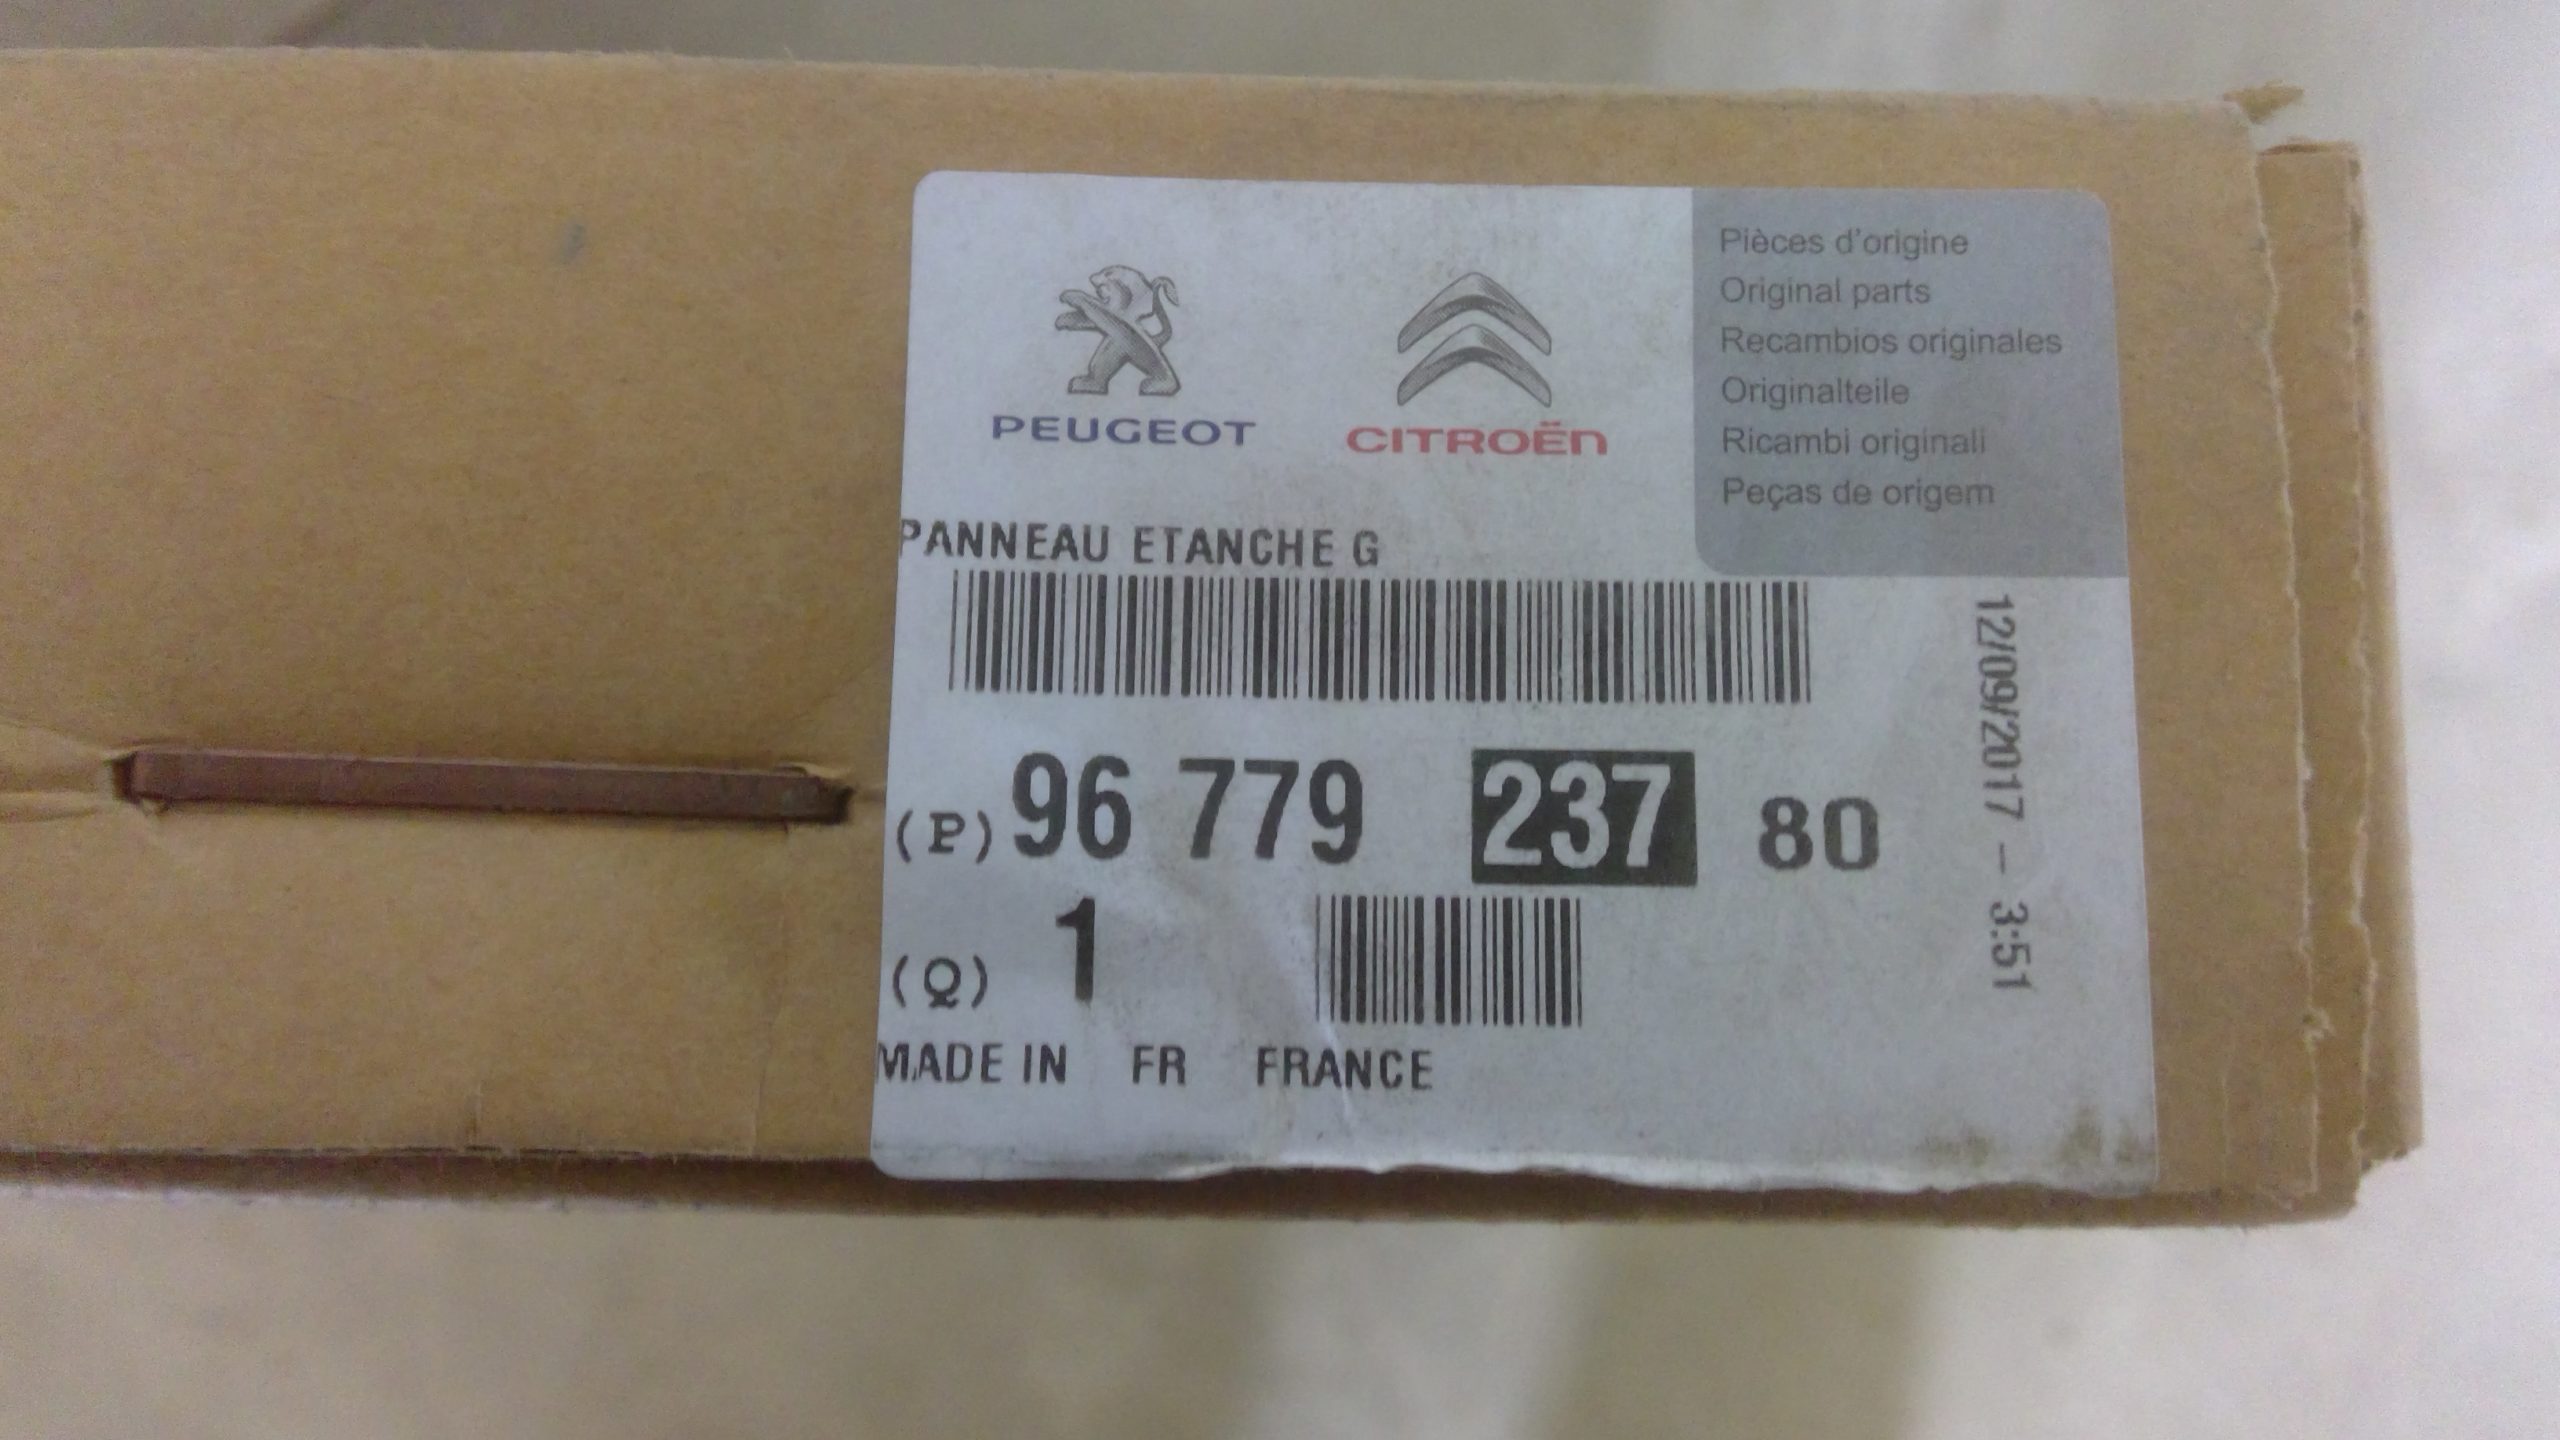 PEUGEOT
CITROËN
Pièces d'origine
Original parts
Recambios originales
Originalteile
Ricambi originali
Peças de origem
PANNEAU ETANCHE G
(P) 96 779 237 80
(Q) 1
MADE IN FR FRANCE
12/09/2017 - 3:51